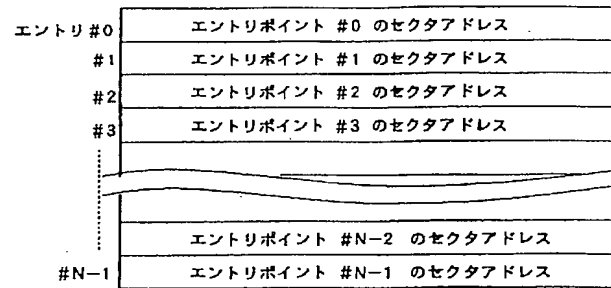 エントリ#0 エントリポイント #0 のセクタアドレス
#1 エントリポイント #1 のセクタアドレス
#2 エントリポイント #2 のセクタアドレス
#3 エントリポイント #3 のセクタアドレス
エントリポイント #N-2 のセクタアドレス
#N-1 エントリポイント #N-1 のセクタアドレス